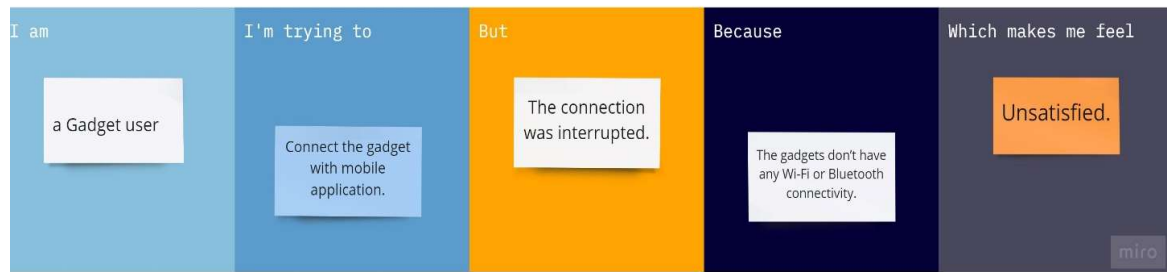 I am
a Gadget user
I'm trying to
Connect the gadget
with mobile
application.
But
The connection
was interrupted.
Because
The gadgets don’t have
any Wi-Fi or Bluetooth
connectivity.
Which makes me feel
Unsatisfied.
miro